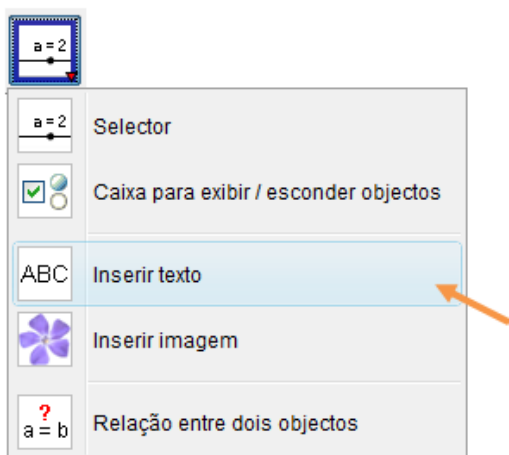 a = 2
a = 2 Selector
Caixa para exibir / esconder objectos
ABC Inserir texto
Inserir imagem
?
a = b Relação entre dois objectos